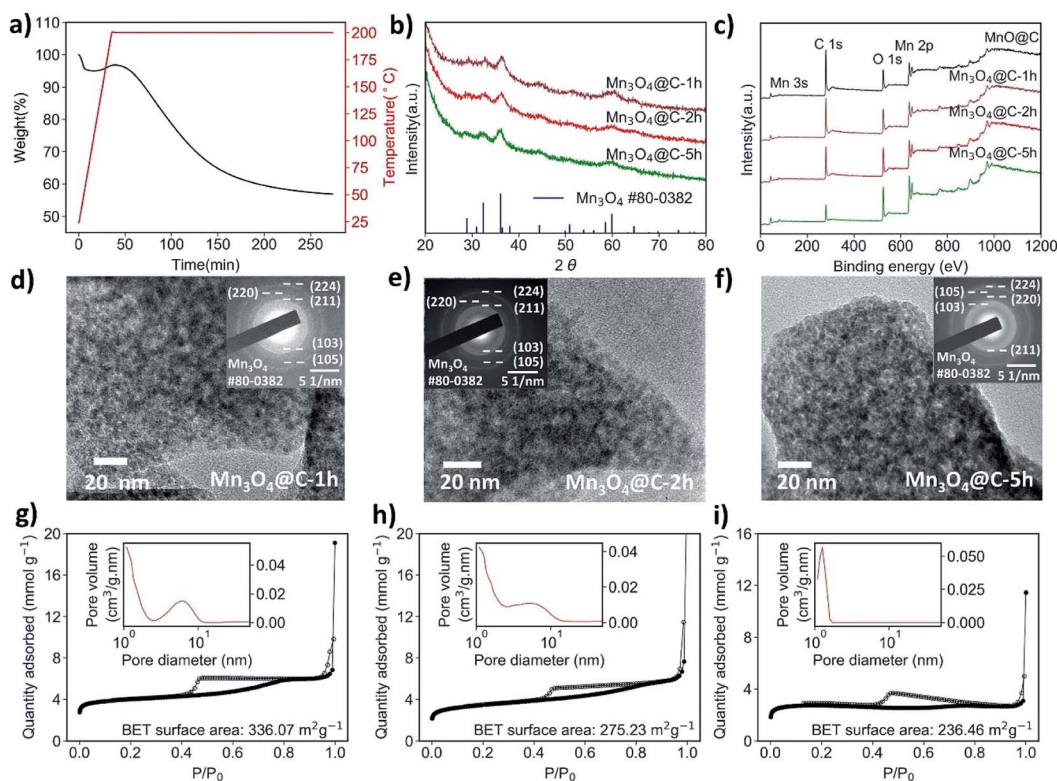 a)
110
100
90
80
70
60
50
Weight(%)
0 50 100 150 200 250
Time(min)
200
175
150
125
100
75
50
25
0
Temperature(°C)
b)
Intensity(a.u.)
Mn₃O₄@C-1h
Mn₃O₄@C-2h
Mn₃O₄@C-5h
Mn₃O₄ #80-0382
20 30 40 50 60 70 80
2 θ
c)
Intensity(a.u.)
Mn 3s
C 1s
O 1s
Mn 2p
MnO@C
Mn₃O₄@C-1h
Mn₃O₄@C-2h
Mn₃O₄@C-5h
0 200 400 600 800 1000 1200
Binding energy (eV)
d)
(224)
(220)
(211)
(103)
(105)
Mn₃O₄
#80-0382
5 1/nm
20 nm
Mn₃O₄@C-1h
e)
(224)
(220)
(211)
(103)
(105)
Mn₃O₄
#80-0382
5 1/nm
20 nm
Mn₃O₄@C-2h
f)
(224)
(105)
(220)
(103)
(211)
Mn₃O₄
#80-0382
5 1/nm
20 nm
Mn₃O₄@C-5h
g)
20
16
12
8
4
0
Quantity adsorbed (mmol g⁻¹)
Pore volume
(cm³/g.nm)
0.04
0.02
0.00
10⁰ 10¹
Pore diameter (nm)
BET surface area: 336.07 m²g⁻¹
0.0 0.2 0.4 0.6 0.8 1.0
P/P₀
h)
20
16
12
8
4
0
Quantity adsorbed (mmol g⁻¹)
Pore volume
(cm³/g.nm)
0.04
0.02
0.00
10⁰ 10¹
Pore diameter (nm)
BET surface area: 275.23 m²g⁻¹
0.0 0.2 0.4 0.6 0.8 1.0
P/P₀
i)
16
12
8
4
0
Quantity adsorbed (mmol g⁻¹)
Pore volume
(cm³/g.nm)
0.050
0.025
0.000
10⁰ 10¹
Pore diameter (nm)
BET surface area: 236.46 m²g⁻¹
0.0 0.2 0.4 0.6 0.8 1.0
P/P₀